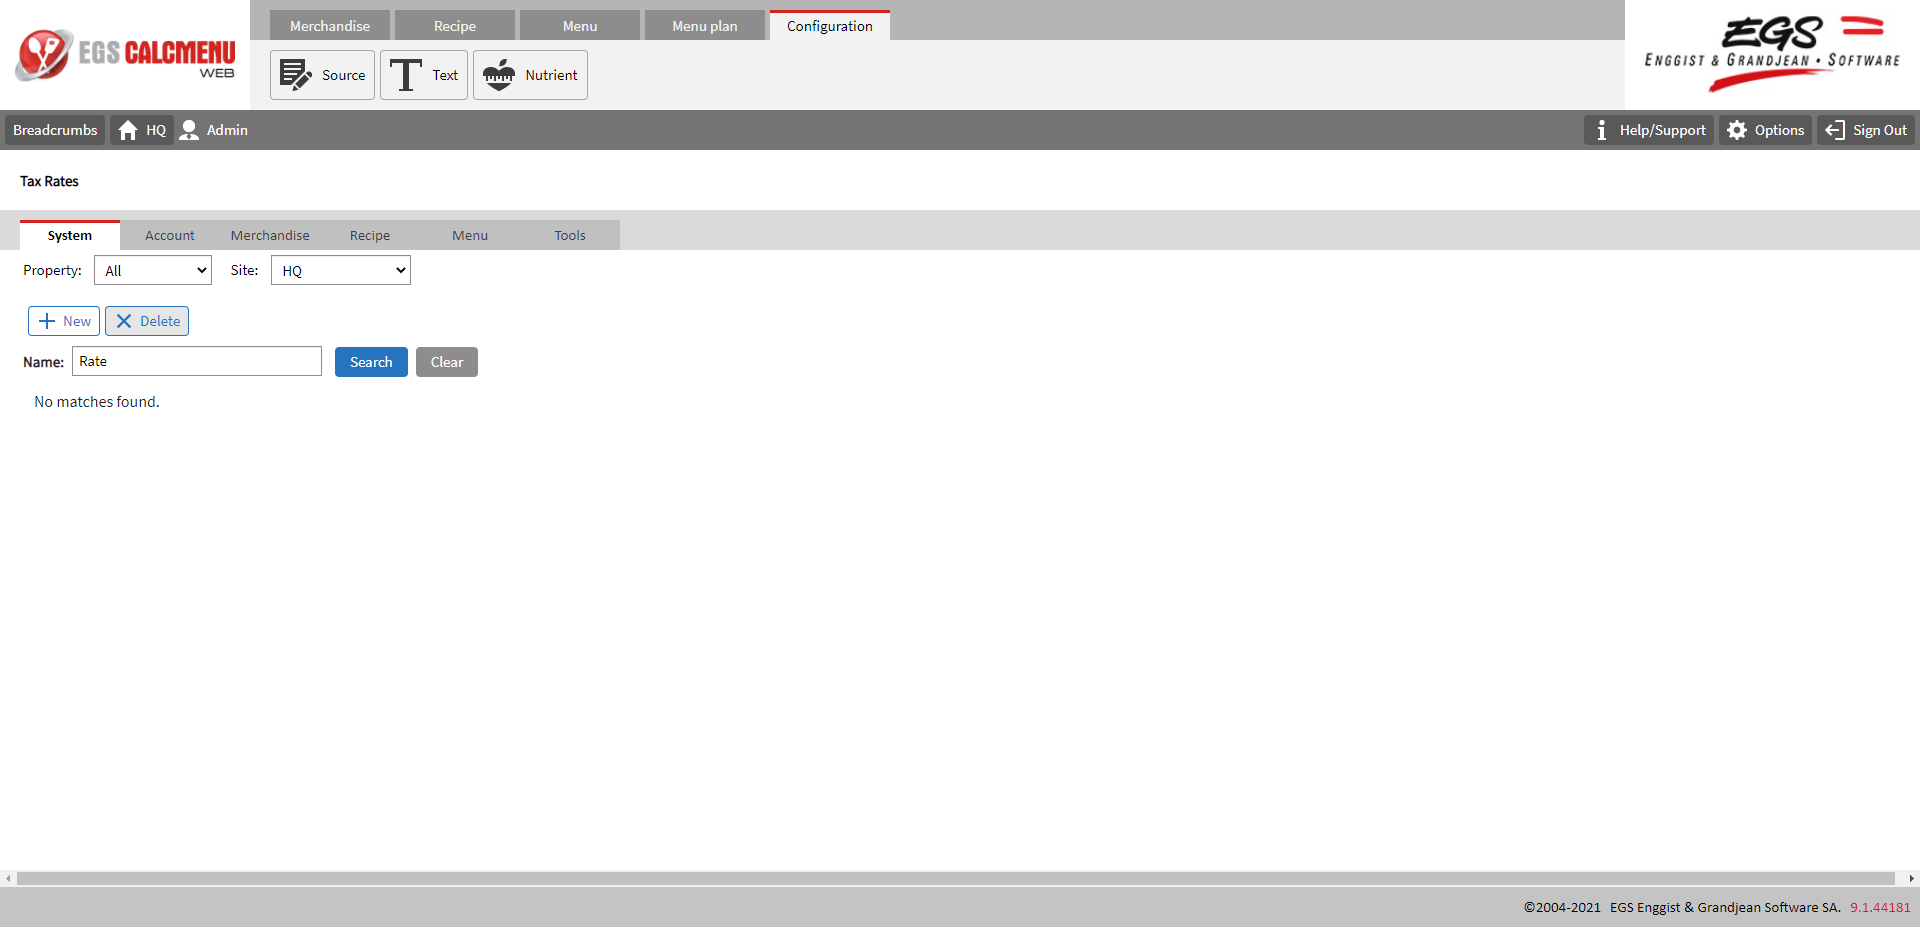 EGS CALCMENU
WEB
Merchandise Recipe Menu Menu plan Configuration
Source Text Nutrient
EGS
ENGGIST & GRANDJEAN • SOFTWARE
Breadcrumbs HQ Admin Help/Support Options Sign Out
Tax Rates
System Account Merchandise Recipe Menu Tools
Property: All Site: HQ
New Delete
Name: Rate Search Clear
No matches found.
©2004-2021 EGS Enggist & Grandjean Software SA. 9.1.44181